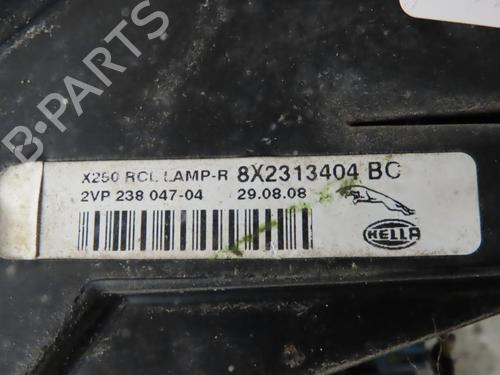 B-PARTS
X250 RCL LAMP-R 8X2313404 BC
2VP 238 047-04 29.08.08
HELLA